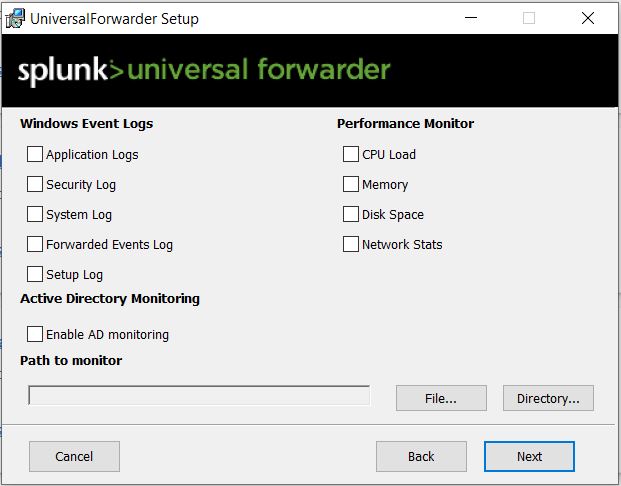 UniversalForwarder Setup
splunk>universal forwarder
Windows Event Logs
Application Logs
Security Log
System Log
Forwarded Events Log
Setup Log
Performance Monitor
CPU Load
Memory
Disk Space
Network Stats
Active Directory Monitoring
Enable AD monitoring
Path to monitor
File...
Directory...
Cancel
Back
Next